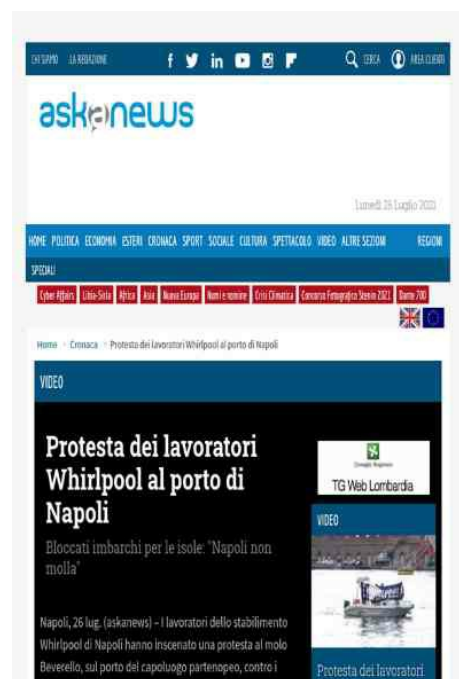 CHI SIAMO LA REDAZIONE
CERCA AREA CLIENTI
askanews
Lunedì 26 Luglio 2021
HOME POLITICA ECONOMIA ESTERI CRONACA SPORT SOCIALE CULTURA SPETTACOLO VIDEO ALTRE SEZIONI REGIONI
SPECIALI
Cyber Affairs Libia-Siria Africa Asia Nuova Europa Nomi e nomine Crisi Climatica Concorso Fotografico Stenin 2021 Dante 700
Home Cronaca Protesta dei lavoratori Whirlpool al porto di Napoli
VIDEO
Protesta dei lavoratori
Whirlpool al porto di
Napoli
Bloccati imbarchi per le isole: "Napoli non
molla"
Napoli, 26 lug. (askanews) – I lavoratori dello stabilimento
Whirlpool di Napoli hanno inscenato una protesta al molo
Beverello, sul porto del capoluogo partenopeo, contro i
Consiglio Regionale
TG Web Lombardia
VIDEO
Protesta dei lavoratori